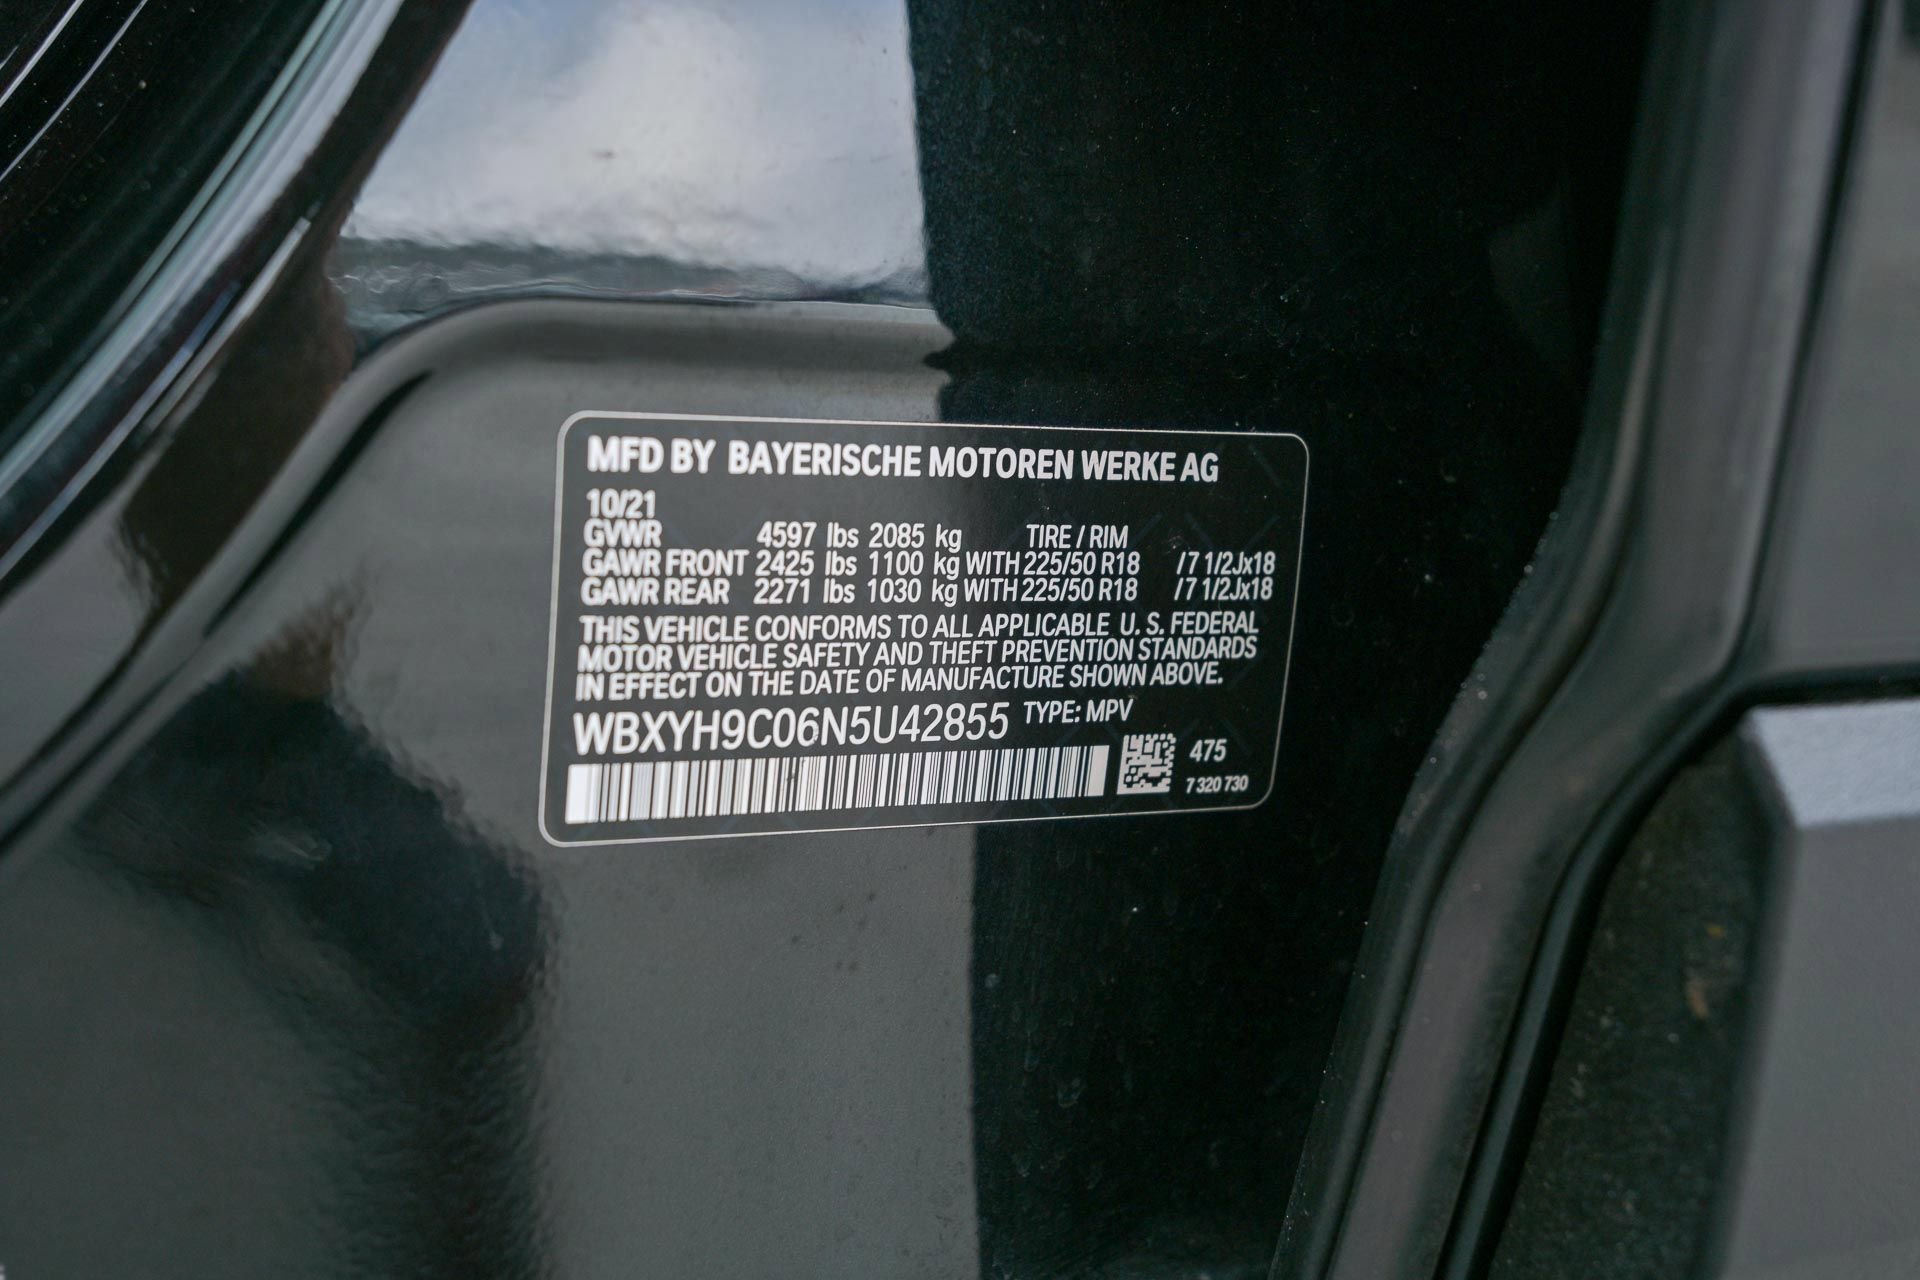 MFD BY BAYERISCHE MOTOREN WERKE AG
10/21
GVWR 4597 lbs 2085 kg TIRE / RIM
GAWR FRONT 2425 lbs 1100 kg WITH 225/50 R18 /7 1/2Jx18
GAWR REAR 2271 lbs 1030 kg WITH 225/50 R18 /7 1/2Jx18
THIS VEHICLE CONFORMS TO ALL APPLICABLE U. S. FEDERAL
MOTOR VEHICLE SAFETY AND THEFT PREVENTION STANDARDS
IN EFFECT ON THE DATE OF MANUFACTURE SHOWN ABOVE.
WBXYH9C06N5U42855 TYPE: MPV
475
7 320 730